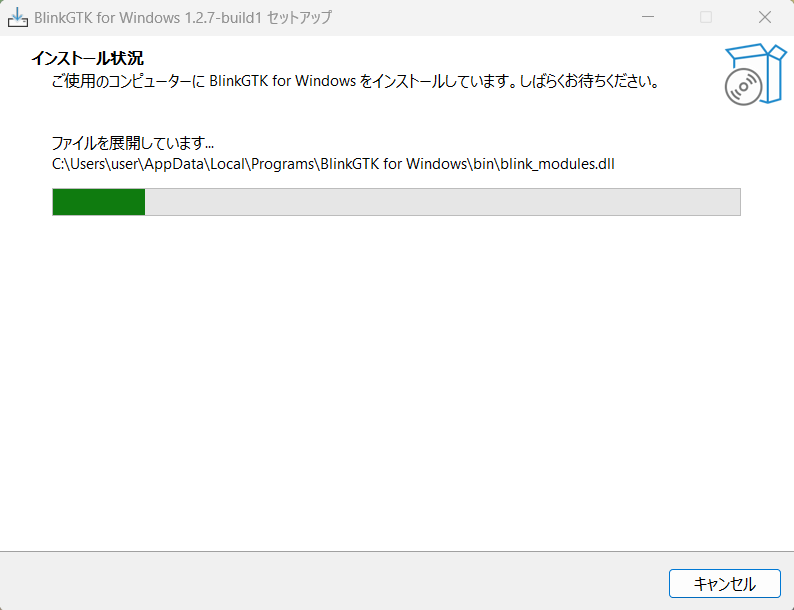 BlinkGTK for Windows 1.2.7-build1 セットアップ
インストール状況
ご使用のコンピューターに BlinkGTK for Windows をインストールしています。しばらくお待ちください。
ファイルを展開しています...
C:\Users\user\AppData\Local\Programs\BlinkGTK for Windows\bin\blink_modules.dll
キャンセル